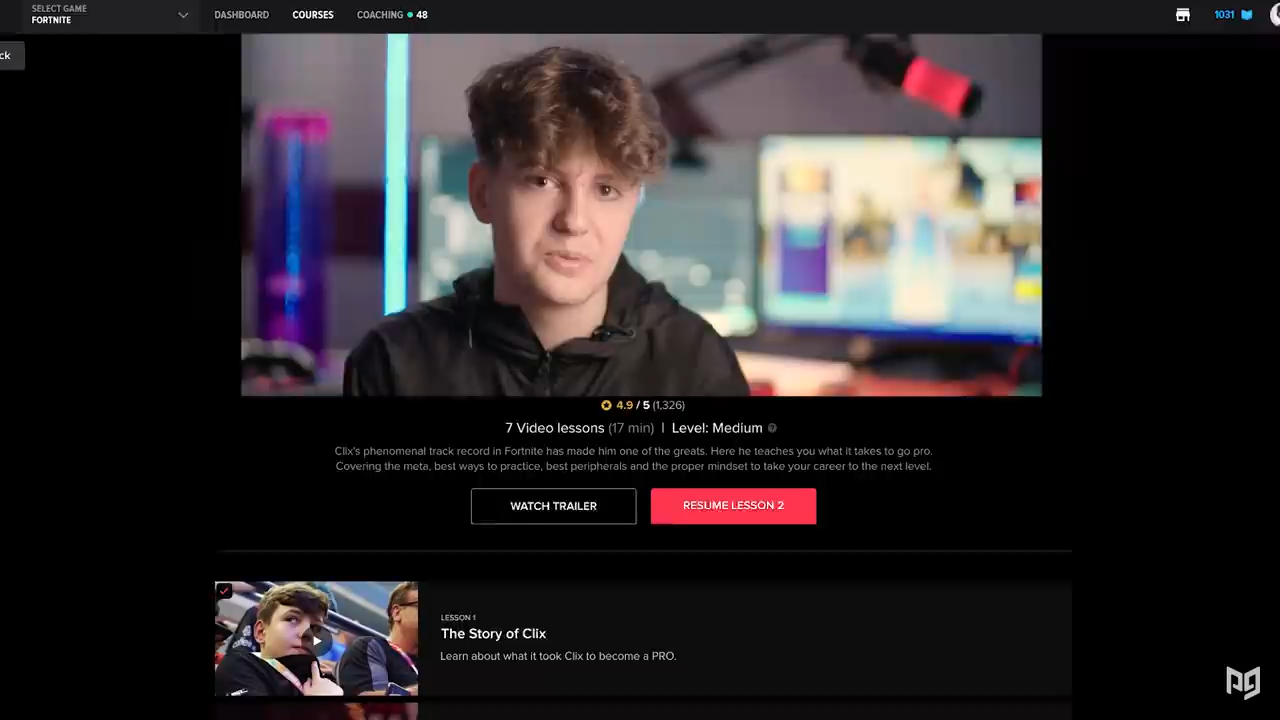 SELECT GAME
FORTNITE
DASHBOARD
COURSES
COACHING
48
1031
ck
4.9 / 5 (1,326)
7 Video lessons (17 min) | Level: Medium
Clix's phenomenal track record in Fortnite has made him one of the greats. Here he teaches you what it takes to go pro.
Covering the meta, best ways to practice, best peripherals and the proper mindset to take your career to the next level.
WATCH TRAILER
RESUME LESSON 2
LESSON 1
The Story of Clix
Learn about what it took Clix to become a PRO.